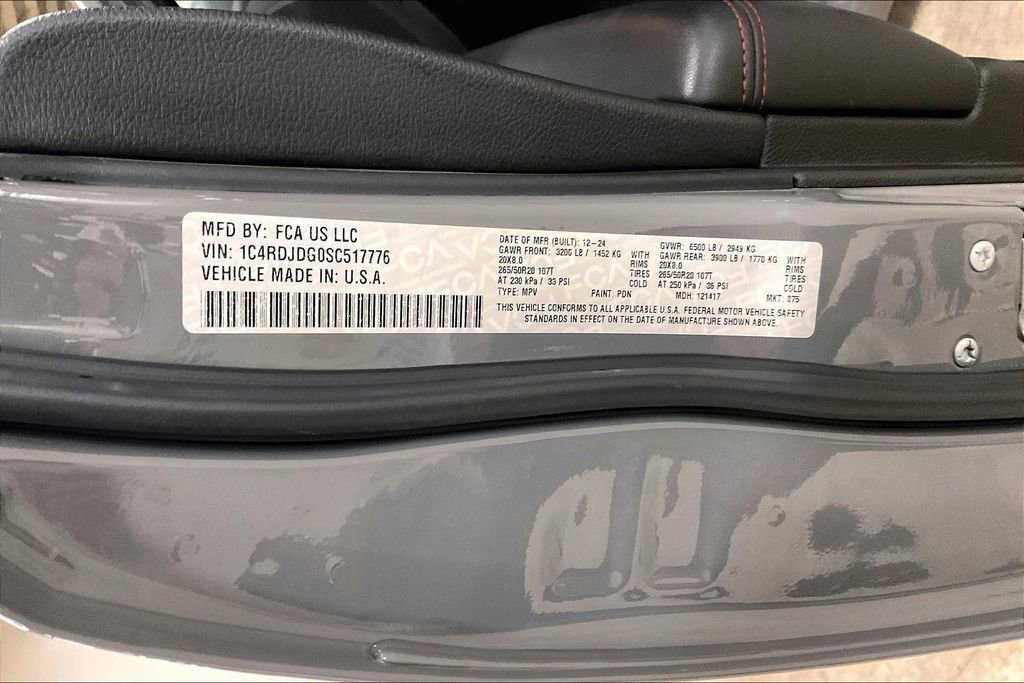 MFD BY: FCA US LLC
VIN: 1C4RDJDG0SC517776
VEHICLE MADE IN: U.S.A.
DATE OF MFR (BUILT): 12-24 GVWR: 6500 LB / 2949 KG
GAWR FRONT: 3200 LB / 1452 KG WITH GAWR REAR: 3900 LB / 1770 KG WITH
20X8.0 RIMS 20X8.0 RIMS
265/50R20 107T TIRES 265/50R20 107T TIRES
AT 230 kPa / 33 PSI COLD AT 250 kPa / 36 PSI COLD
TYPE: MPV PAINT: PDN MDH: 121417 MKT: 875
THIS VEHICLE CONFORMS TO ALL APPLICABLE U.S.A. FEDERAL MOTOR VEHICLE SAFETY
STANDARDS IN EFFECT ON THE DATE OF MANUFACTURE SHOWN ABOVE.